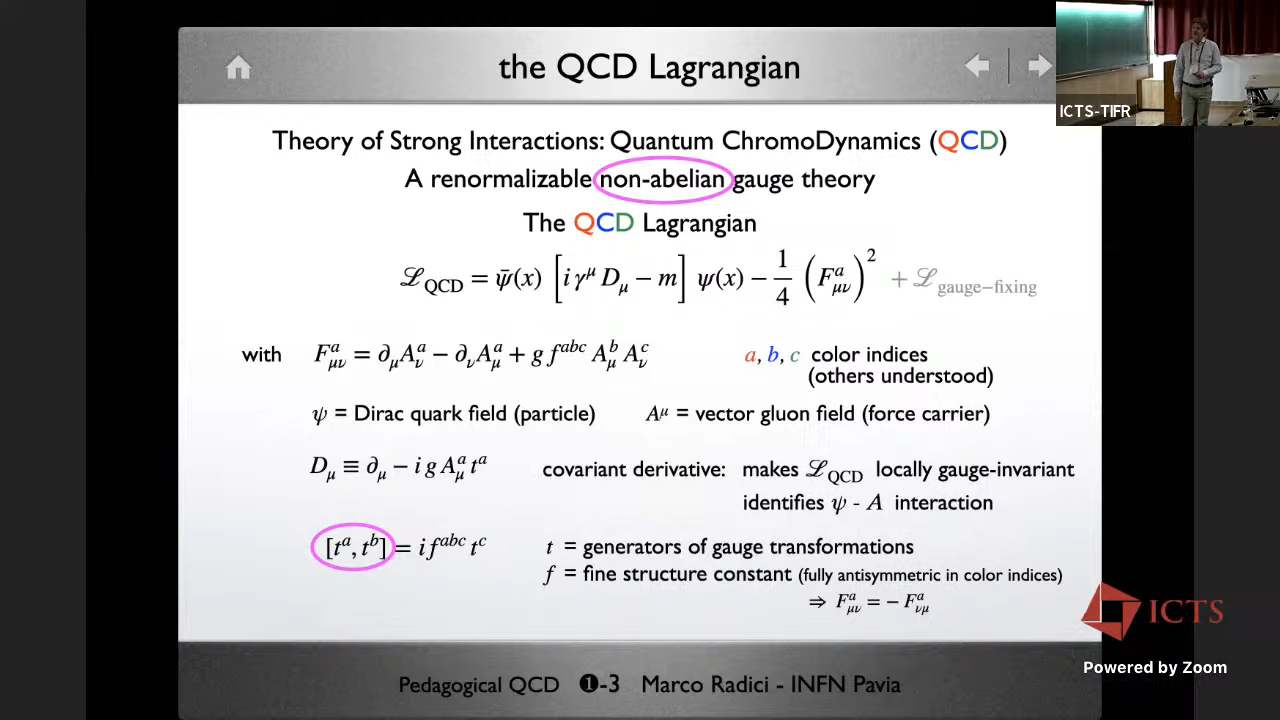 the QCD Lagrangian
ICTS-TIFR
Theory of Strong Interactions: Quantum ChromoDynamics (QCD)
A renormalizable non-abelian gauge theory
The QCD Lagrangian
ℒ_QCD = ψ̄(x) [i γ^μ D_μ − m] ψ(x) − 1/4 (F^a_μν)^2 + ℒ_gauge−fixing
with F^a_μν = ∂_μ A^a_ν − ∂_ν A^a_μ + g f^abc A^b_μ A^c_ν a, b, c color indices
(others understood)
ψ = Dirac quark field (particle) A^μ = vector gluon field (force carrier)
D_μ ≡ ∂_μ − i g A^a_μ t^a covariant derivative: makes ℒ_QCD locally gauge-invariant
identifies ψ - A interaction
[t^a, t^b] = i f^abc t^c t = generators of gauge transformations
f = fine structure constant (fully antisymmetric in color indices)
⇒ F^a_μν = − F^a_νμ
ICTS
Powered by Zoom
Pedagogical QCD ❶-3 Marco Radici - INFN Pavia